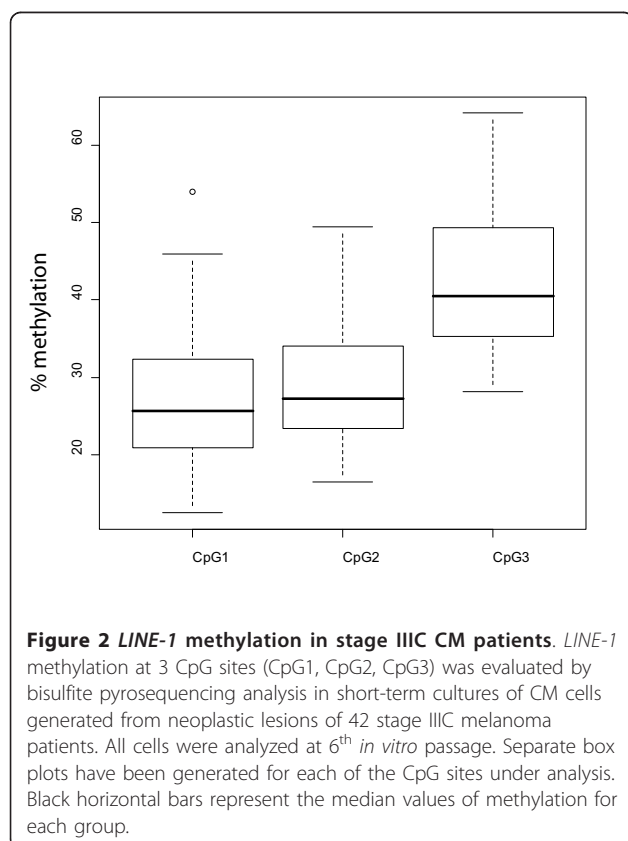 % methylation
60
50
40
30
20
CpG1 CpG2 CpG3
Figure 2 LINE-1 methylation in stage IIIC CM patients. LINE-1
methylation at 3 CpG sites (CpG1, CpG2, CpG3) was evaluated by
bisulfite pyrosequencing analysis in short-term cultures of CM cells
generated from neoplastic lesions of 42 stage IIIC melanoma
patients. All cells were analyzed at 6th in vitro passage. Separate box
plots have been generated for each of the CpG sites under analysis.
Black horizontal bars represent the median values of methylation for
each group.